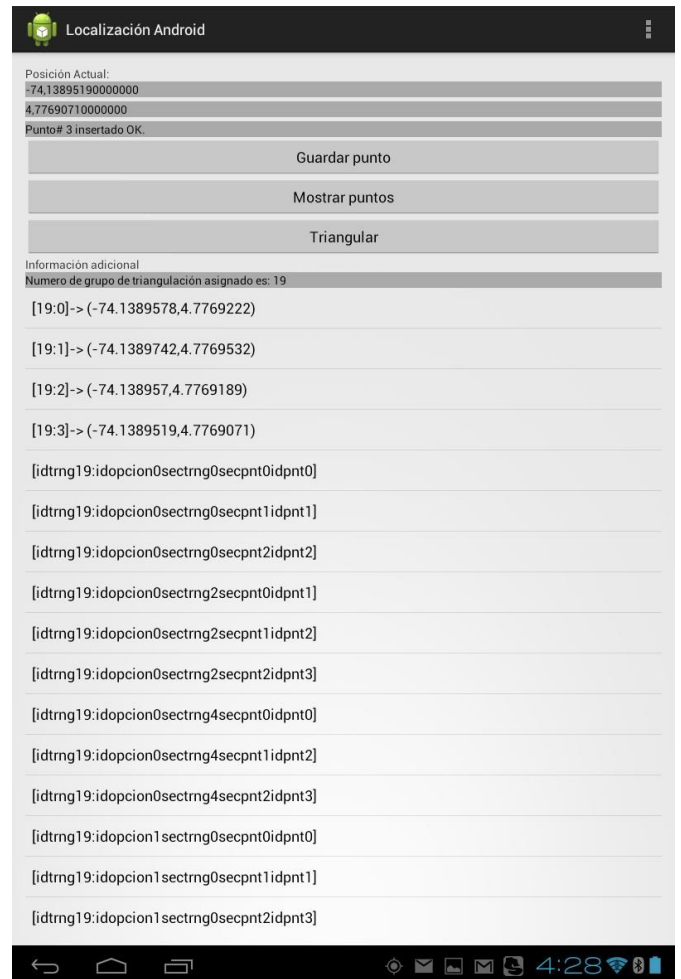 Localización Android
Posición Actual:
-74,13895190000000
4,77690710000000
Punto# 3 insertado OK.
Guardar punto
Mostrar puntos
Triangular
Información adicional
Numero de grupo de triangulación asignado es: 19
[19:0]-> (-74.1389578,4.7769222)
[19:1]-> (-74.1389742,4.7769532)
[19:2]-> (-74.138957,4.7769189)
[19:3]-> (-74.1389519,4.7769071)
[idtrng19:idopcion0sectrng0secpnt0idpnt0]
[idtrng19:idopcion0sectrng0secpnt1idpnt1]
[idtrng19:idopcion0sectrng0secpnt2idpnt2]
[idtrng19:idopcion0sectrng2secpnt0idpnt1]
[idtrng19:idopcion0sectrng2secpnt1idpnt2]
[idtrng19:idopcion0sectrng2secpnt2idpnt3]
[idtrng19:idopcion0sectrng4secpnt0idpnt0]
[idtrng19:idopcion0sectrng4secpnt1idpnt2]
[idtrng19:idopcion0sectrng4secpnt2idpnt3]
[idtrng19:idopcion1sectrng0secpnt0idpnt0]
[idtrng19:idopcion1sectrng0secpnt1idpnt1]
[idtrng19:idopcion1sectrng0secpnt2idpnt3]
4:28